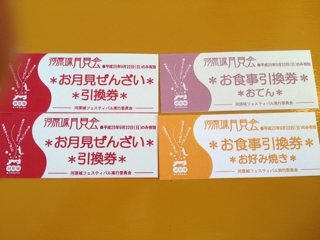 河原城月見会
●平成25年9月22日(日)のみ有効
＊お月見ぜんざい＊
＊引換券＊
河原城フェスティバル実行委員会
河原城月見会
●平成25年9月22日(日)のみ有効
＊お食事引換券＊
＊おでん＊
河原城フェスティバル実行委員会
河原城月見会
●平成25年9月22日(日)のみ有効
＊お月見ぜんざい＊
＊引換券＊
河原城フェスティバル実行委員会
河原城月見会
●平成25年9月22日(日)のみ有効
＊お食事引換券＊
＊お好み焼き＊
河原城フェスティバル実行委員会